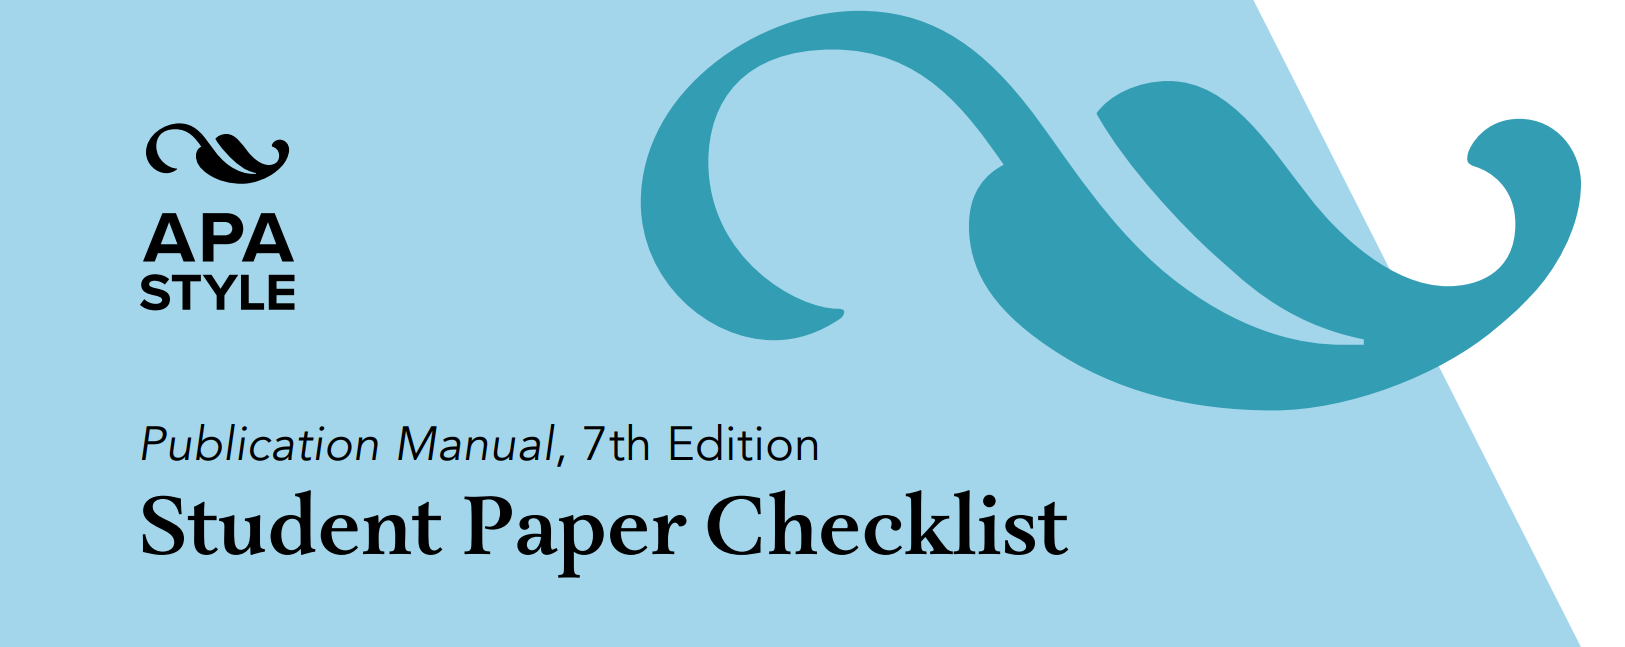 APA
STYLE
Publication Manual, 7th Edition
Student Paper Checklist